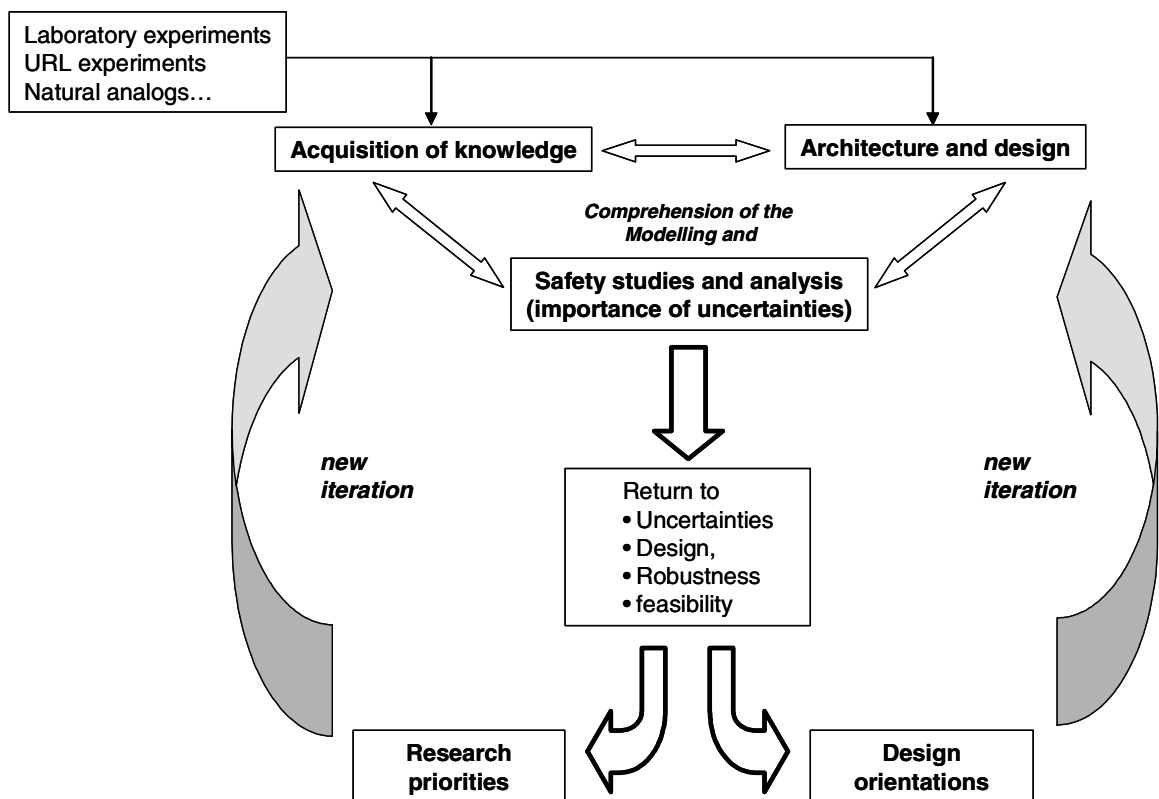 Laboratory experiments
URL experiments
Natural analogs…
Acquisition of knowledge
Architecture and design
Comprehension of the
Modelling and
Safety studies and analysis
(importance of uncertainties)
new
iteration
new
iteration
Return to
• Uncertainties
• Design,
• Robustness
• feasibility
Research
priorities
Design
orientations